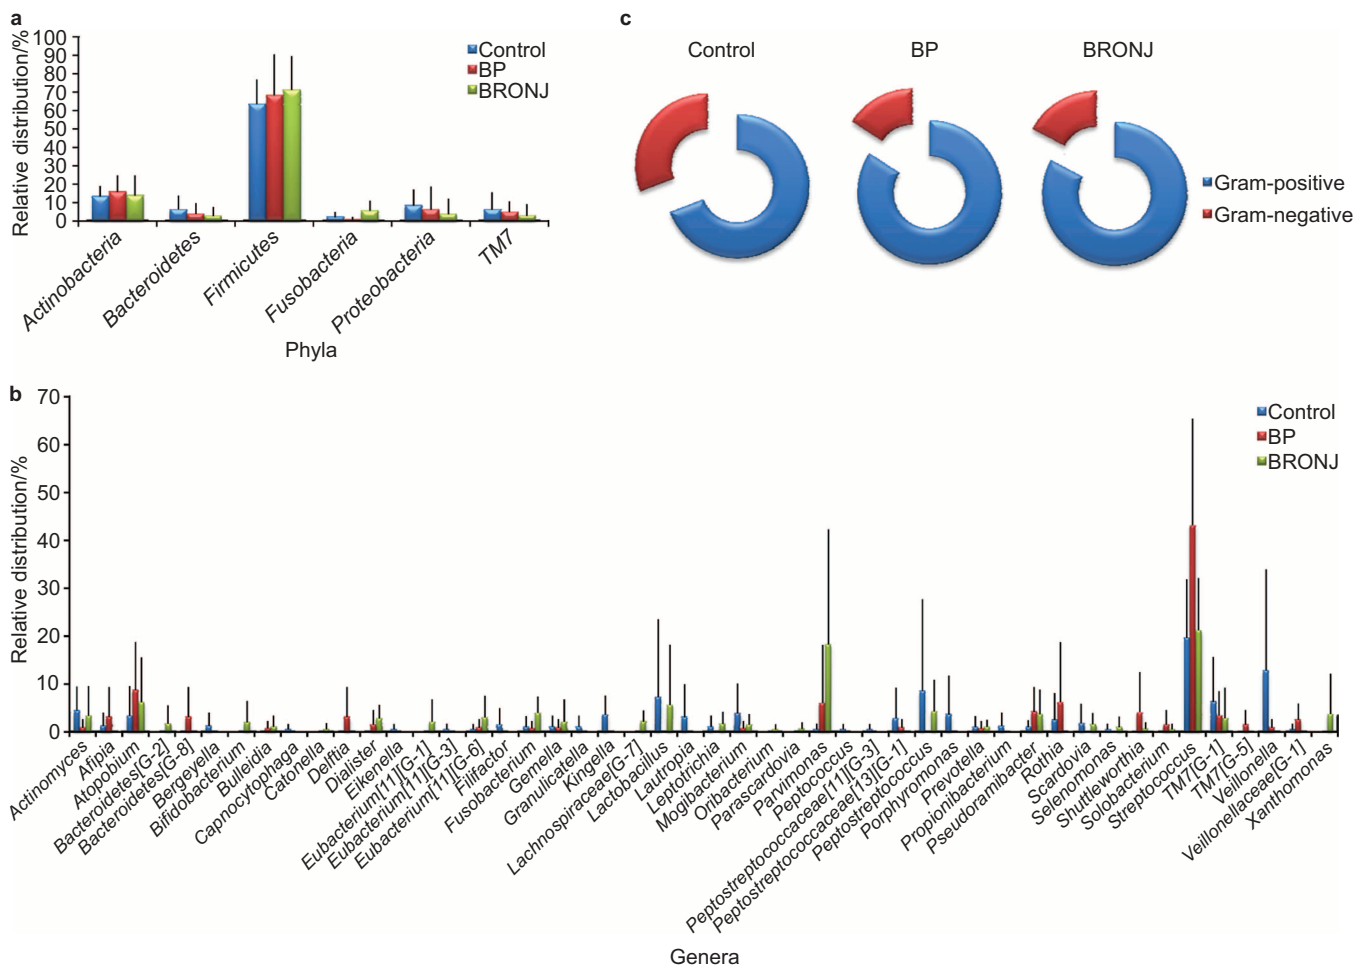 a
Relative distribution/%
100
90
80
70
60
50
40
30
20
10
0
Control
BP
BRONJ
Actinobacteria
Bacteroidetes
Firmicutes
Fusobacteria
Proteobacteria
TM7
Phyla
c
Control
BP
BRONJ
Gram-positive
Gram-negative
b
Relative distribution/%
70
60
50
40
30
20
10
0
Control
BP
BRONJ
Actinomyces
Afipia
Atopobium
Bacteroidetes[G-2]
Bacteroidetes[G-8]
Bergeyella
Bifidobacterium
Bulleidia
Capnocytophaga
Catonella
Delftia
Dialister
Eikenella
Eubacterium[11][G-1]
Eubacterium[11][G-3]
Eubacterium[11][G-6]
Filifactor
Fusobacterium
Gemella
Granulicatella
Kingella
Lachnospiraceae[G-7]
Lactobacillus
Lautropia
Leptotrichia
Mogibacterium
Oribacterium
Parascardovia
Parvimonas
Peptococcus
Peptostreptococcaceae[11][G-3]
Peptostreptococcaceae[13][G-1]
Peptostreptococcus
Porphyromonas
Prevotella
Propionibacterium
Pseudoramibacter
Rothia
Scardovia
Selemonas
Shuttleworthia
Solobacterium
Streptococcus
TM7[G-1]
TM7[G-5]
Veillonella
Veillonellaceae[G-1]
Xanthomonas
Genera